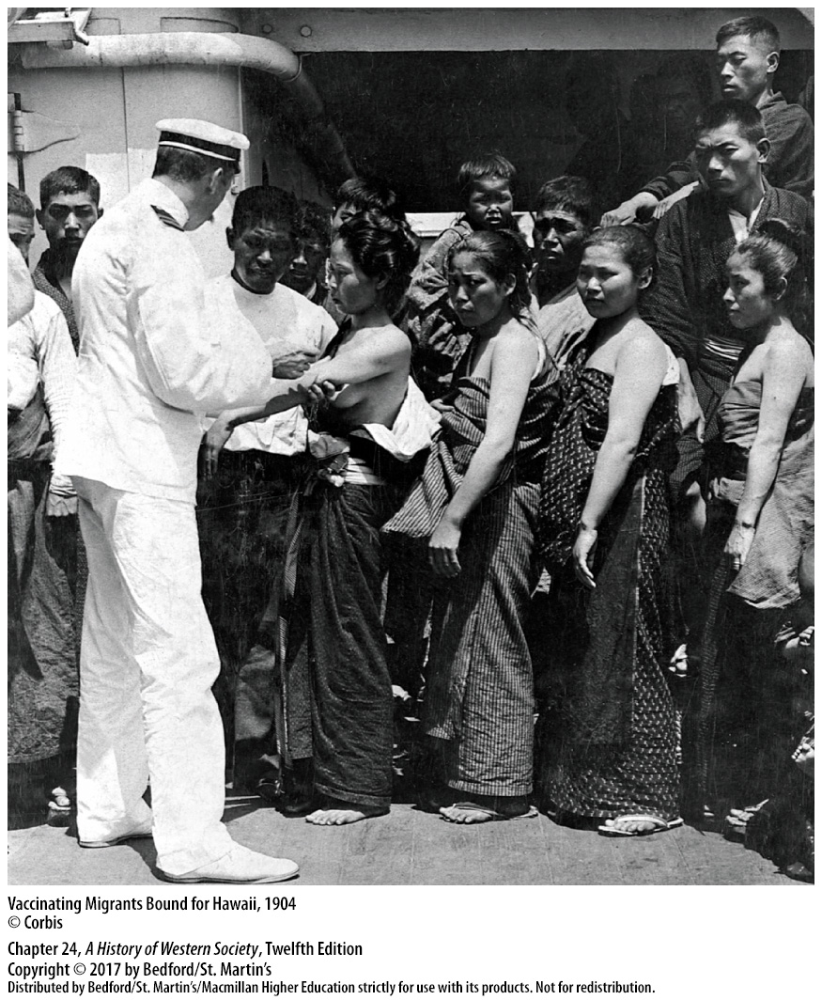 Vaccinating Migrants Bound for Hawaii, 1904
© Corbis
Chapter 24, A History of Western Society, Twelfth Edition
Copyright © 2017 by Bedford/St. Martin's
Distributed by Bedford/St. Martin's/Macmillan Higher Education strictly for use with its products. Not for redistribution.